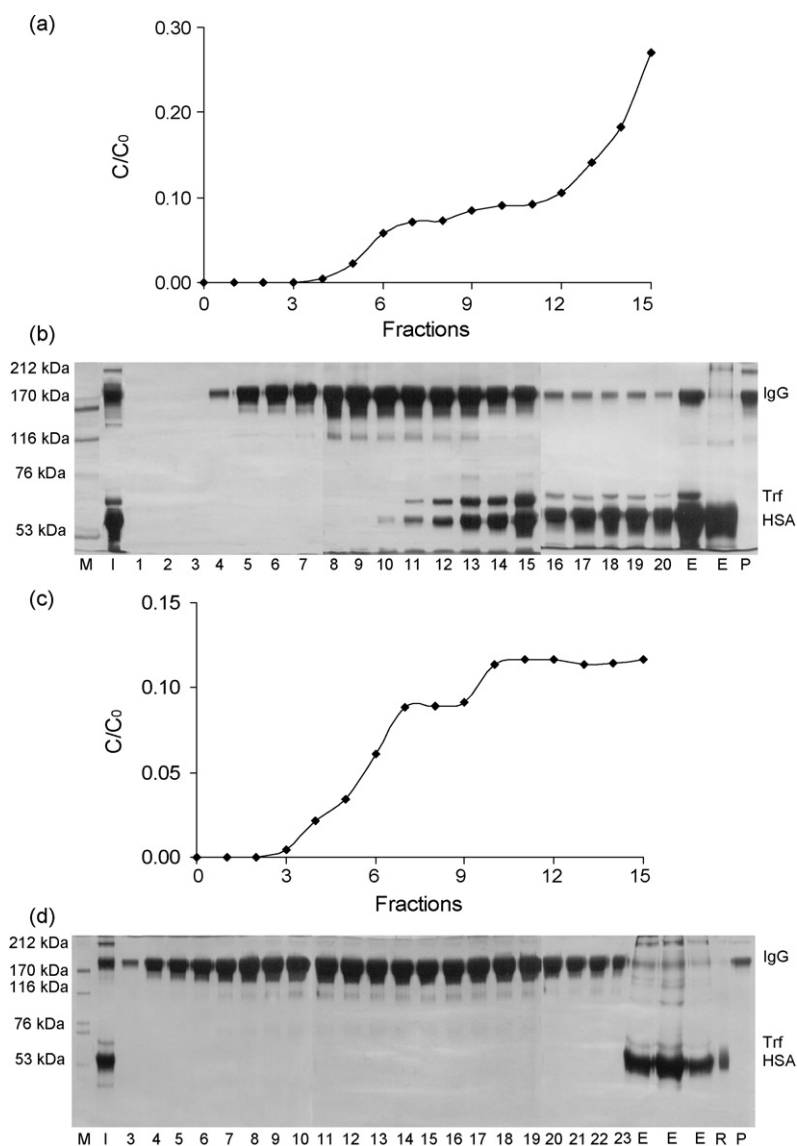 (a)
0.30
0.20
0.10
0.00
C/C₀
0 3 6 9 12 15
Fractions
(b)
212 kDa
170 kDa
116 kDa
76 kDa
53 kDa
IgG
Trf
HSA
M I 1 2 3 4 5 6 7 8 9 10 11 12 13 14 15 16 17 18 19 20 E E P
(c)
0.15
0.10
0.05
0.00
C/C₀
0 3 6 9 12 15
Fractions
(d)
212 kDa
170 kDa
116 kDa
76 kDa
53 kDa
IgG
Trf
HSA
M I 3 4 5 6 7 8 9 10 11 12 13 14 15 16 17 18 19 20 21 22 23 E E E R P